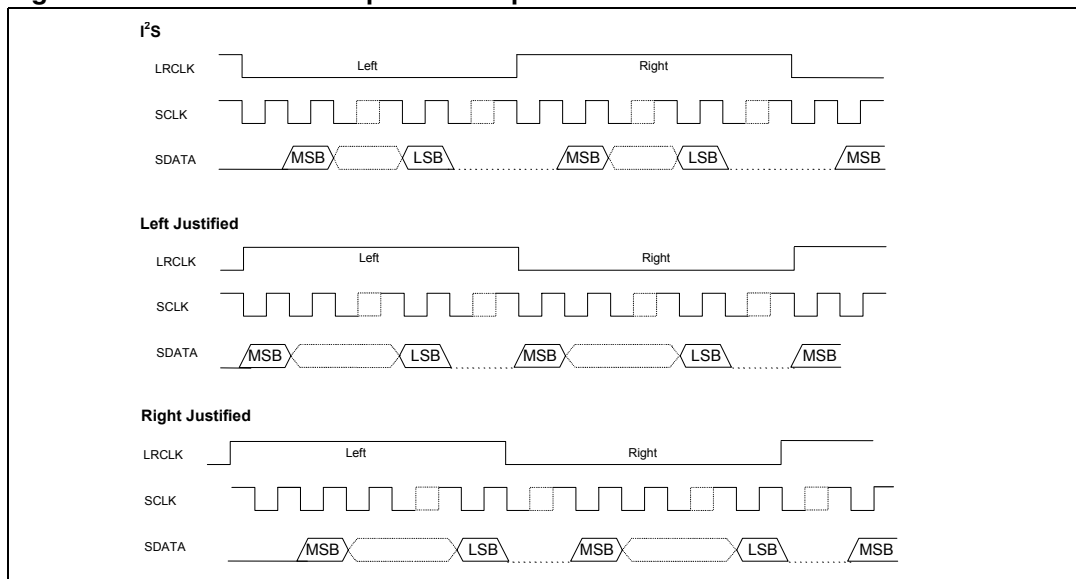 I²S
LRCLK Left Right
SCLK
SDATA MSB LSB MSB LSB MSB
Left Justified
LRCLK Left Right
SCLK
SDATA MSB LSB MSB LSB MSB
Right Justified
LRCLK Left Right
SCLK
SDATA MSB LSB MSB LSB MSB